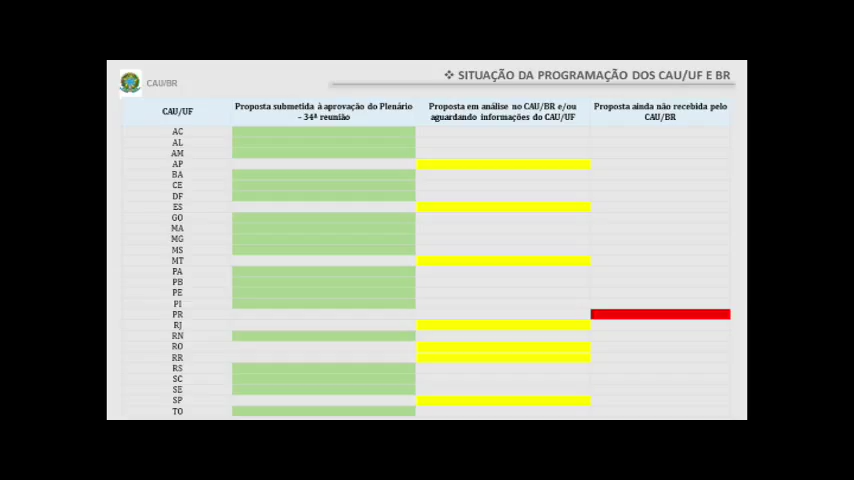 CAU/BR
❖ SITUAÇÃO DA PROGRAMAÇÃO DOS CAU/UF E BR
CAU/UF
Proposta submetida à aprovação do Plenário
- 34ª reunião
Proposta em análise no CAU/BR e/ou
aguardando informações do CAU/UF
Proposta ainda não recebida pelo
CAU/BR
AC
AL
AM
AP
BA
CE
DF
ES
GO
MA
MG
MS
MT
PA
PB
PE
PI
PR
RJ
RN
RO
RR
RS
SC
SE
SP
TO